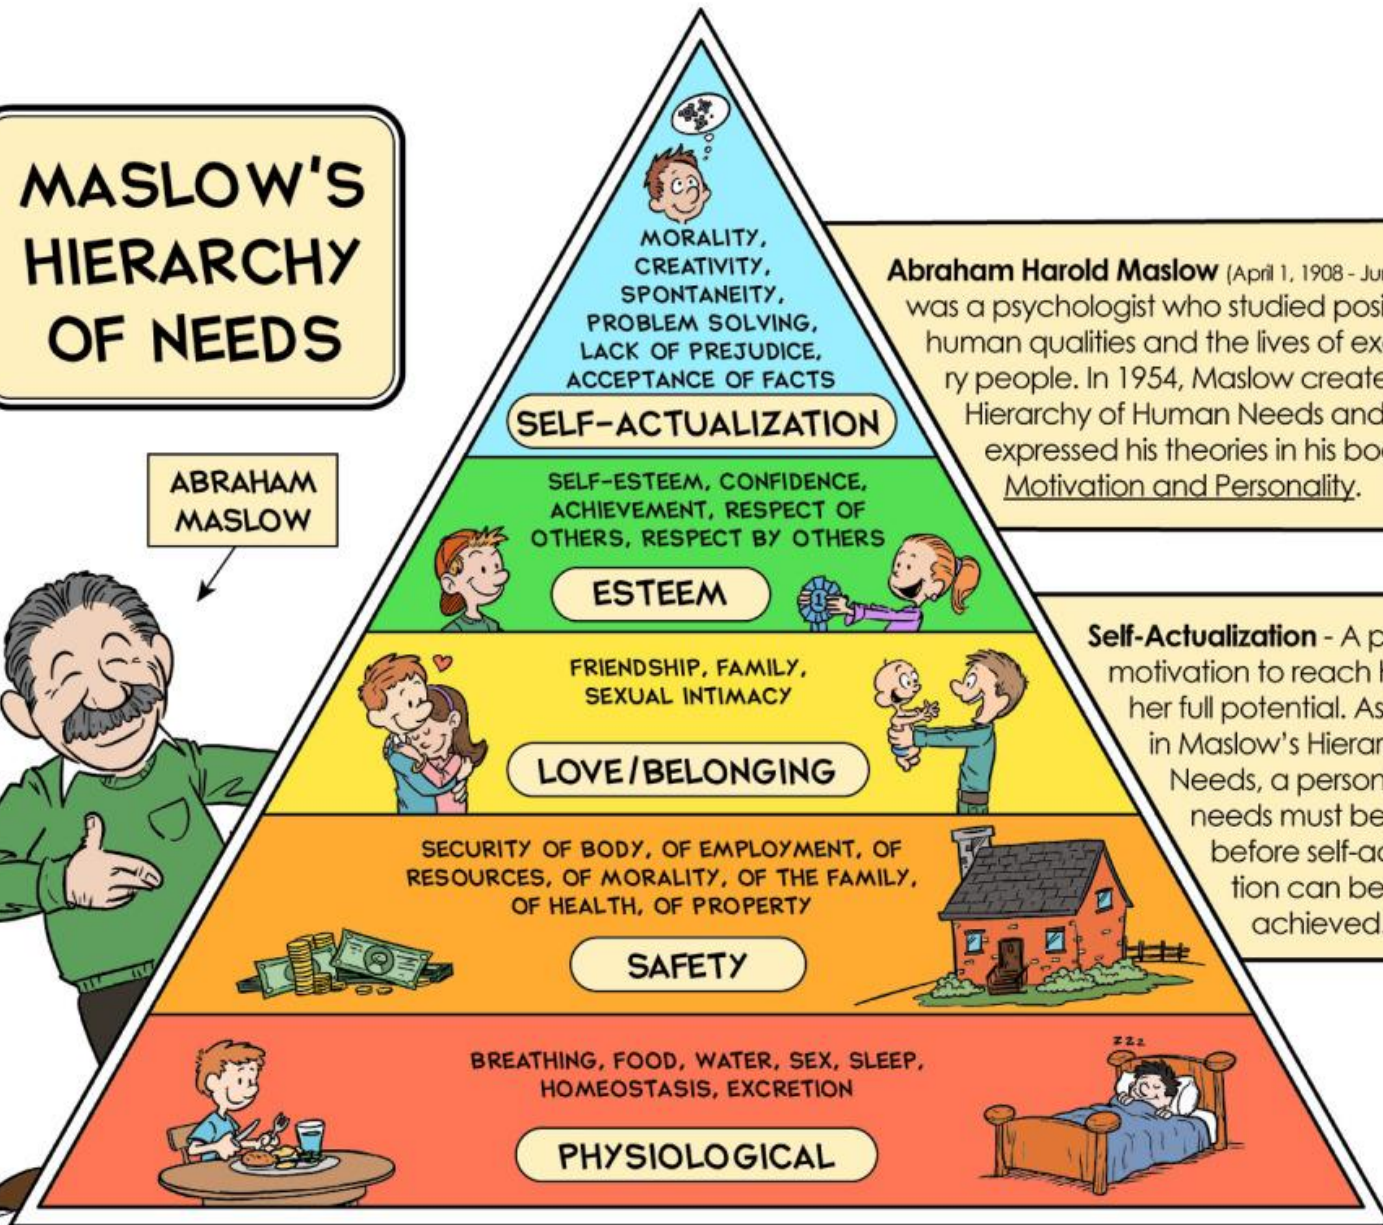 MASLOW'S
HIERARCHY
OF NEEDS
ABRAHAM
MASLOW
MORALITY,
CREATIVITY,
SPONTANEITY,
PROBLEM SOLVING,
LACK OF PREJUDICE,
ACCEPTANCE OF FACTS
SELF-ACTUALIZATION
SELF-ESTEEM, CONFIDENCE,
ACHIEVEMENT, RESPECT OF
OTHERS, RESPECT BY OTHERS
1
ESTEEM
FRIENDSHIP, FAMILY,
SEXUAL INTIMACY
LOVE/BELONGING
SECURITY OF BODY, OF EMPLOYMENT, OF
RESOURCES, OF MORALITY, OF THE FAMILY,
OF HEALTH, OF PROPERTY
SAFETY
zzz
BREATHING, FOOD, WATER, SEX, SLEEP,
HOMEOSTASIS, EXCRETION
PHYSIOLOGICAL
Abraham Harold Maslow (April 1, 1908 -
was a psychologist who studied
human qualities and the lives of
ry people. In 1954, Maslow
Hierarchy of Human Needs and
expressed his theories in his
Motivation and Personality.
Self-Actualization - A
motivation to reach
her full potential. As
in Maslow's
Needs, a person
needs must be
before
tion can be
achieved.